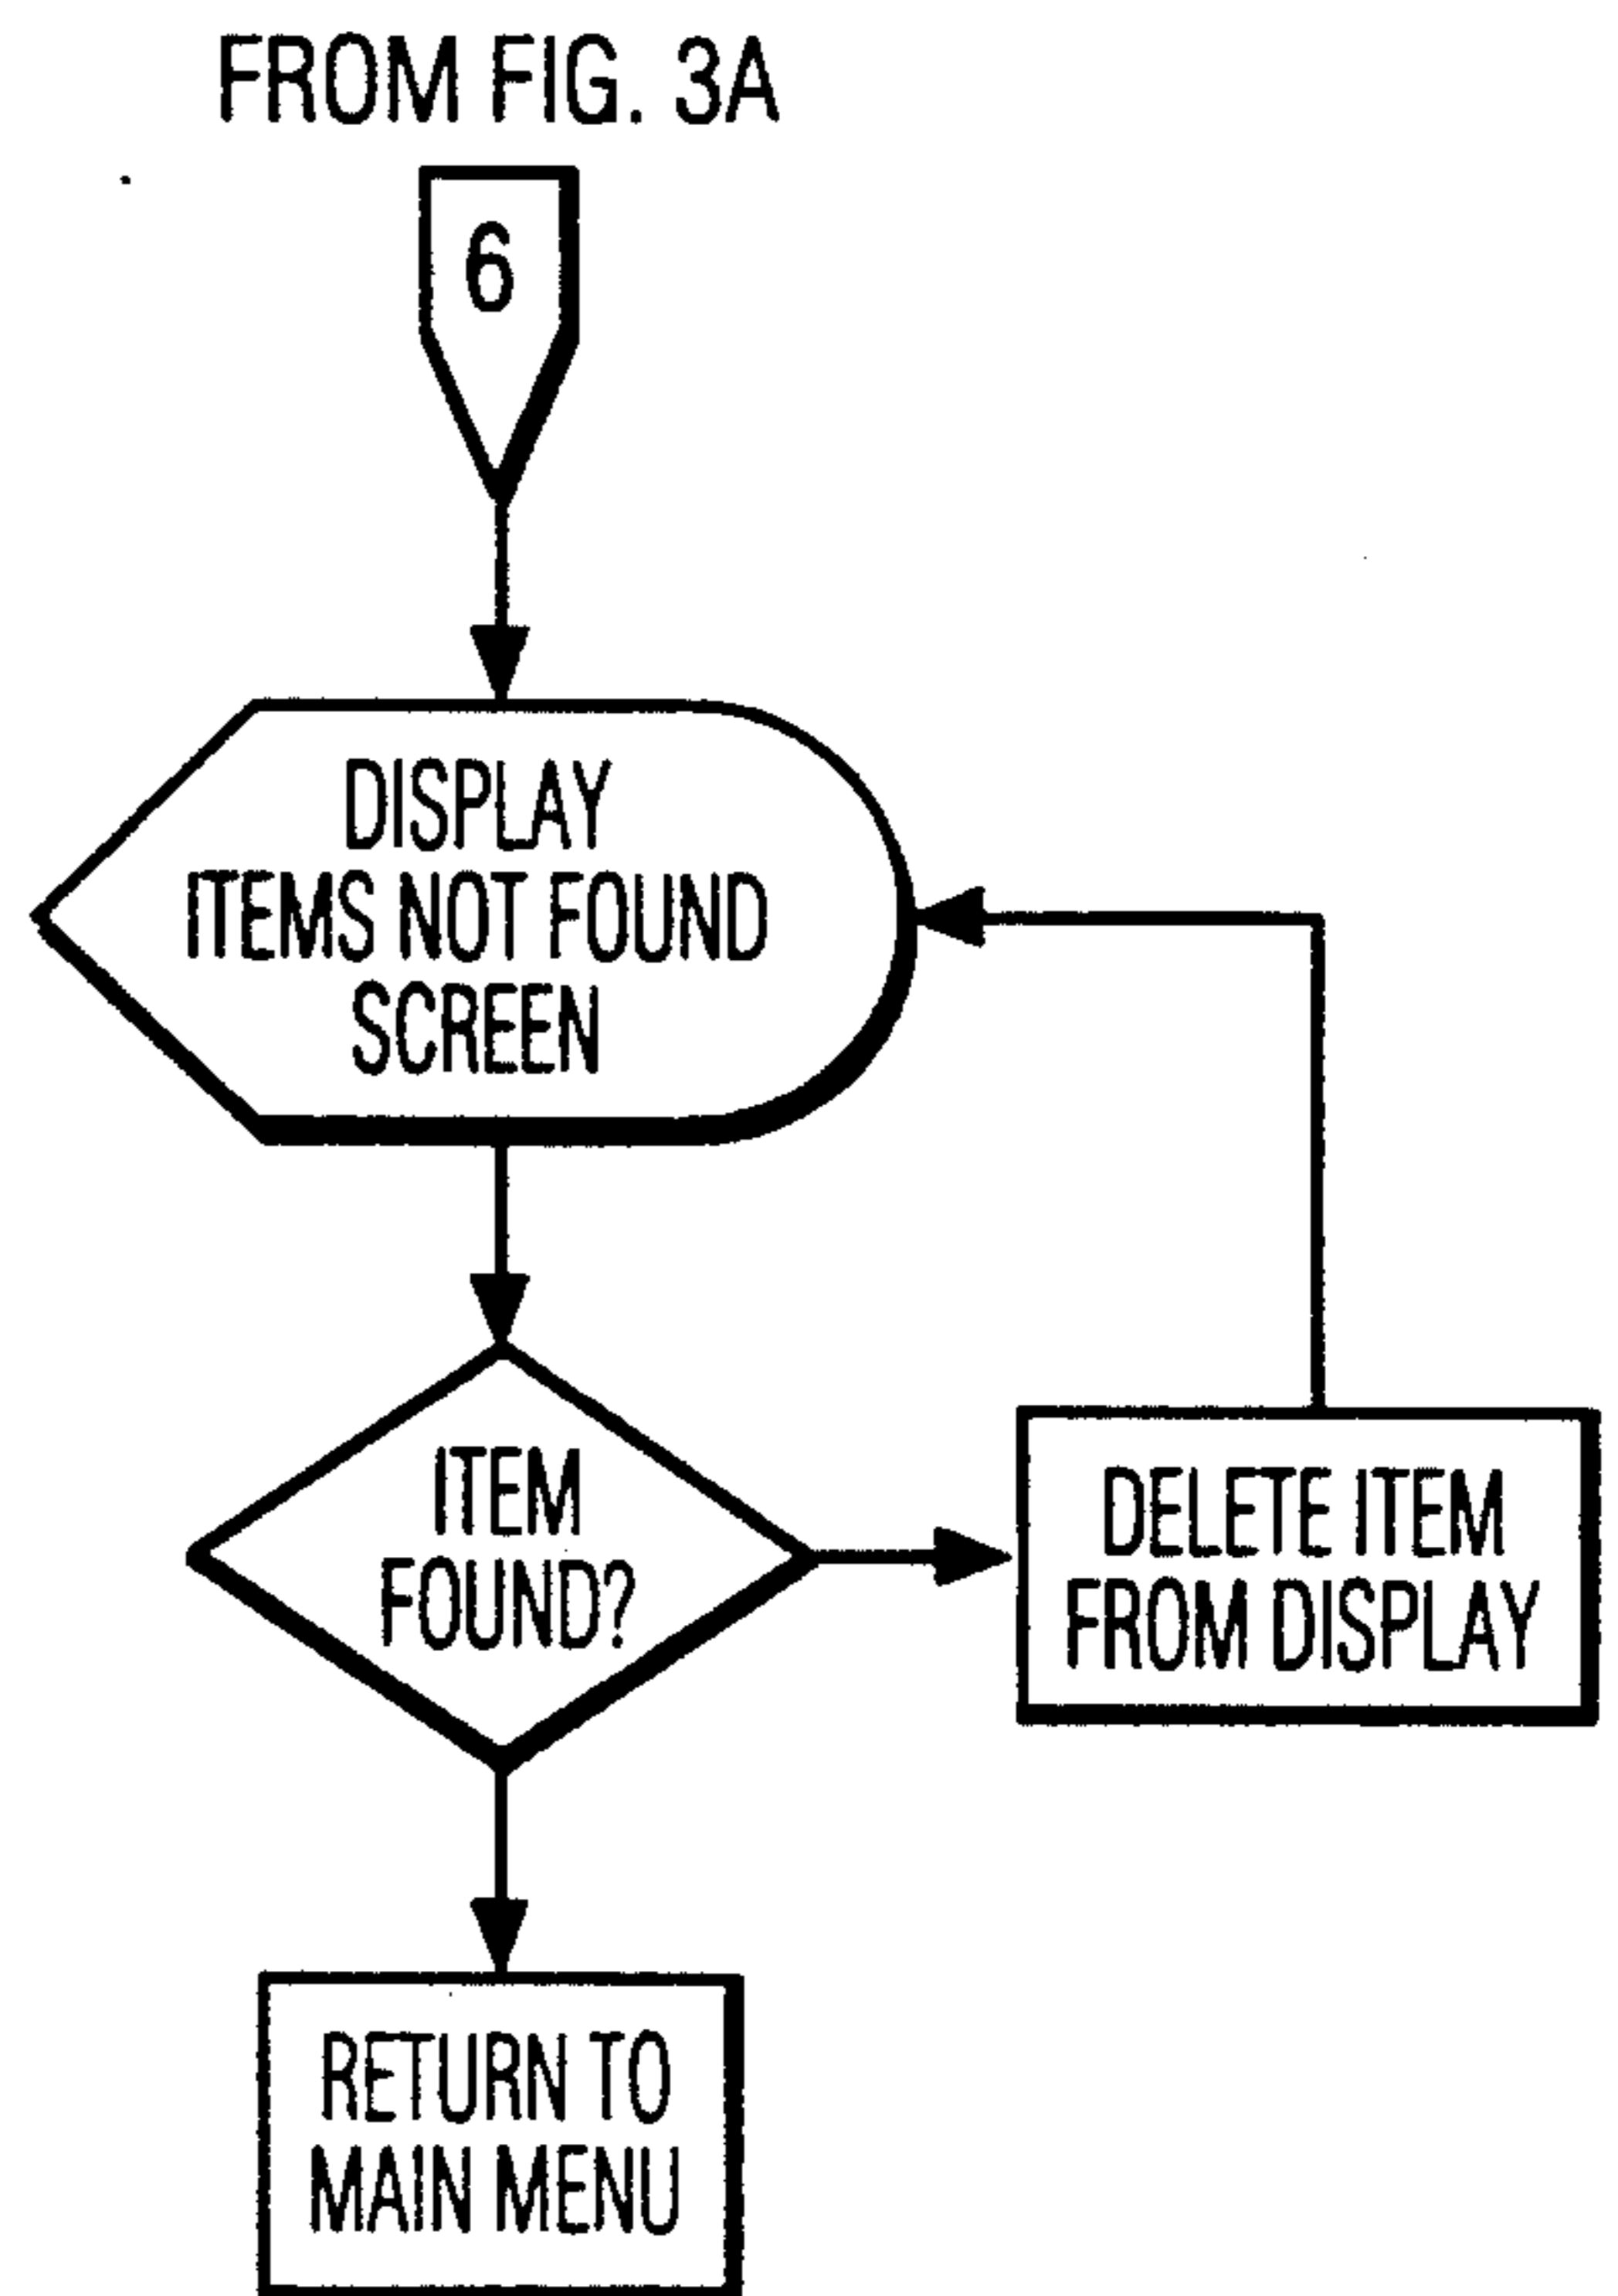 FROM FIG. 3A
6
DISPLAY
ITEMS NOT FOUND
SCREEN
ITEM
FOUND?
DELETE ITEM
FROM DISPLAY
RETURN TO
MAIN MENU